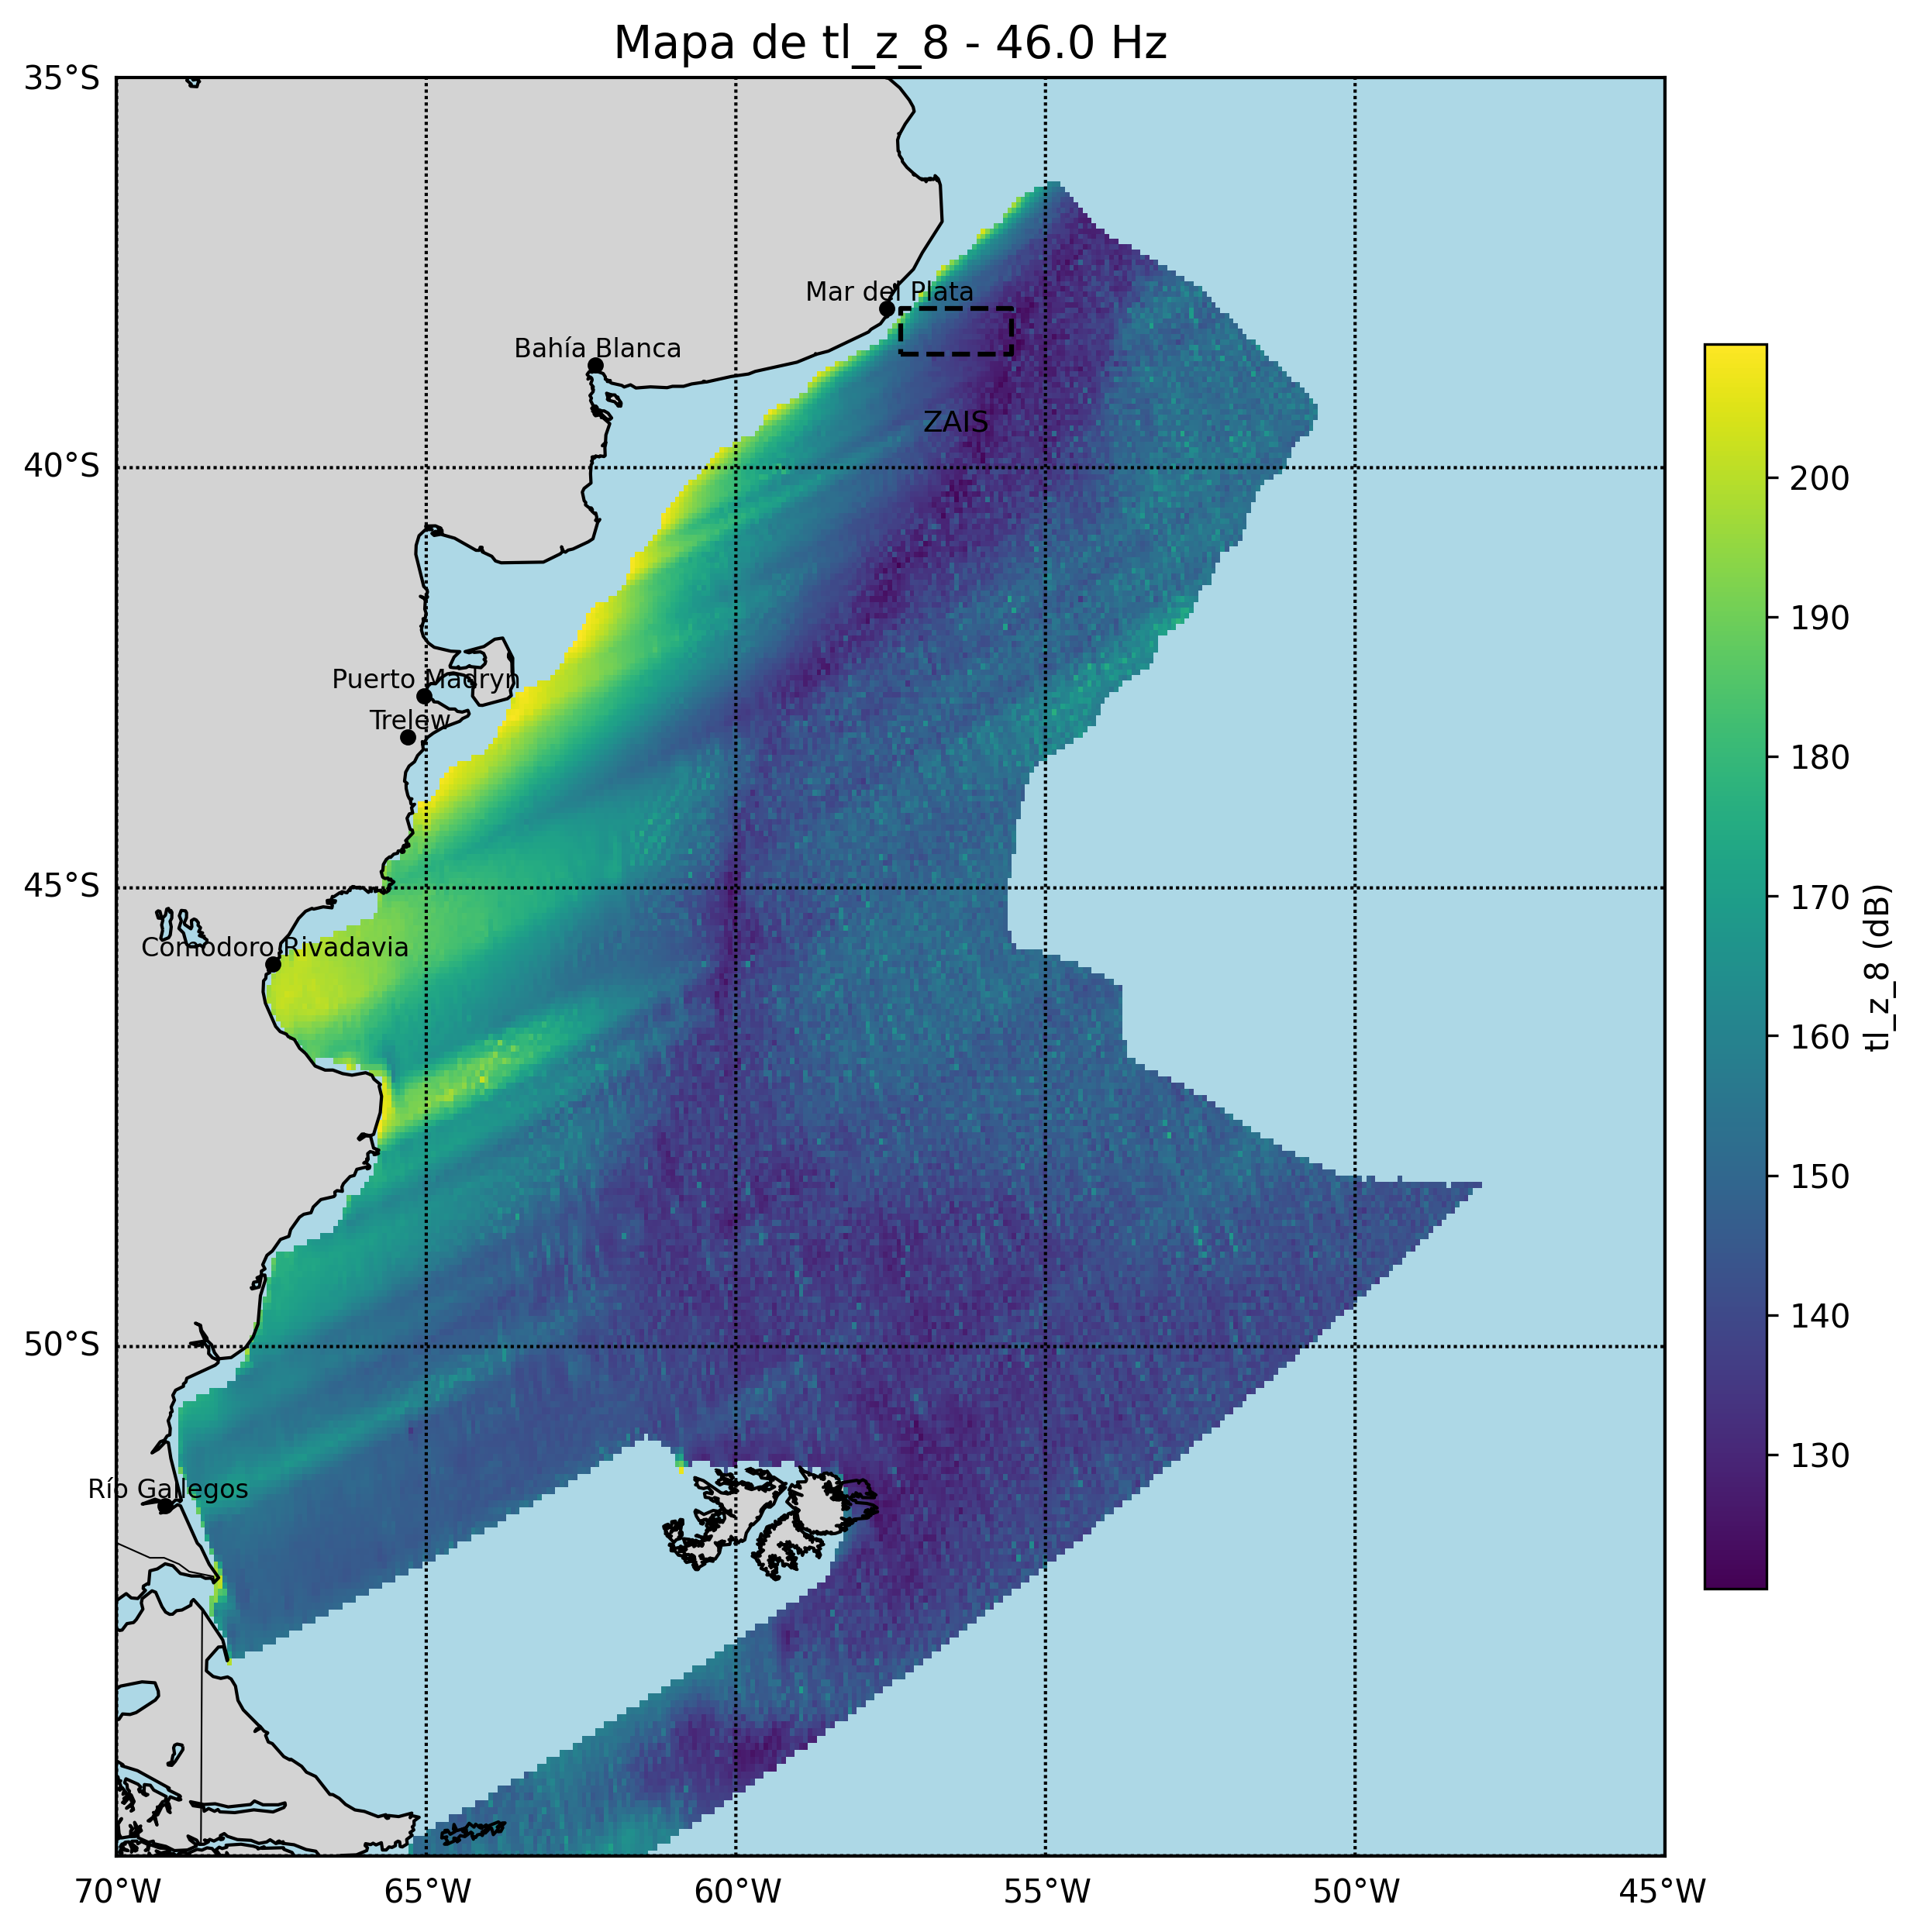 Mapa de tl_z_8 - 46.0 Hz
35°S
Mar del Plata
Bahía Blanca
ZAIS
40°S
Puerto Madryn
Trelew
45°S
Comodoro Rivadavia
50°S
Río Gallegos
70°W
65°W
60°W
55°W
50°W
45°W
200
190
180
170
160
150
140
130
tl_z_8 (dB)